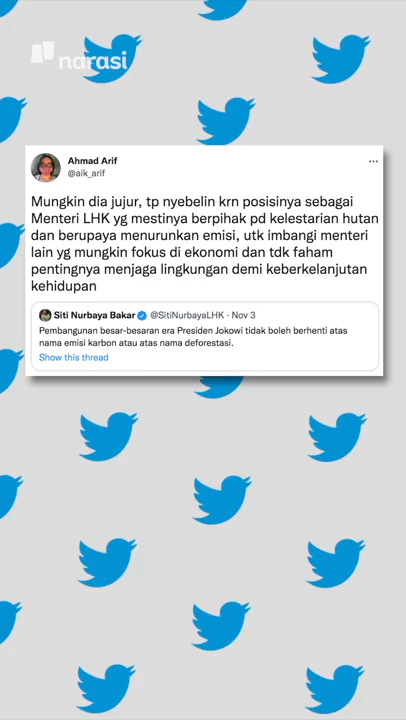 narasi
Ahmad Arif
@aik_arif
Mungkin dia jujur, tp nyebelin krn posisinya sebagai
Menteri LHK yg mestinya berpihak pd kelestarian hutan
dan berupaya menurunkan emisi, utk imbangi menteri
lain yg mungkin fokus di ekonomi dan tdk faham
pentingnya menjaga lingkungan demi keberkelanjutan
kehidupan
Siti Nurbaya Bakar @SitiNurbayaLHK · Nov 3
Pembangunan besar-besaran era Presiden Jokowi tidak boleh berhenti atas
nama emisi karbon atau atas nama deforestasi.
Show this thread